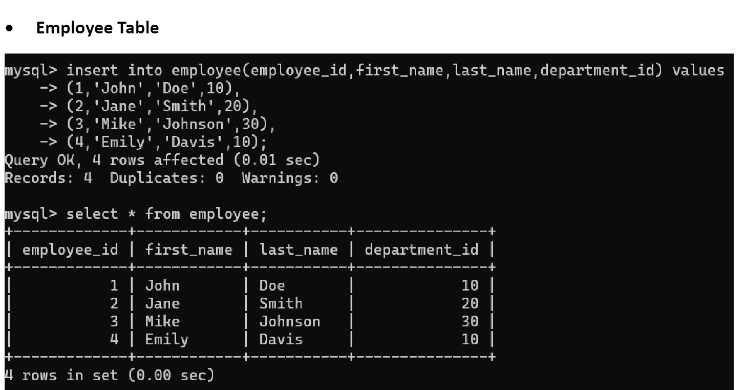 • Employee Table
mysql> insert into employee(employee_id,first_name,last_name,department_id) values
    -> (1,'John','Doe',10),
    -> (2,'Jane','Smith',20),
    -> (3,'Mike','Johnson',30),
    -> (4,'Emily','Davis',10);
Query OK, 4 rows affected (0.01 sec)
Records: 4  Duplicates: 0  Warnings: 0
mysql> select * from employee;
+-------------+------------+-----------+---------------+
| employee_id | first_name | last_name | department_id |
+-------------+------------+-----------+---------------+
|           1 | John       | Doe       |            10 |
|           2 | Jane       | Smith     |            20 |
|           3 | Mike       | Johnson   |            30 |
|           4 | Emily      | Davis     |            10 |
+-------------+------------+-----------+---------------+
4 rows in set (0.00 sec)